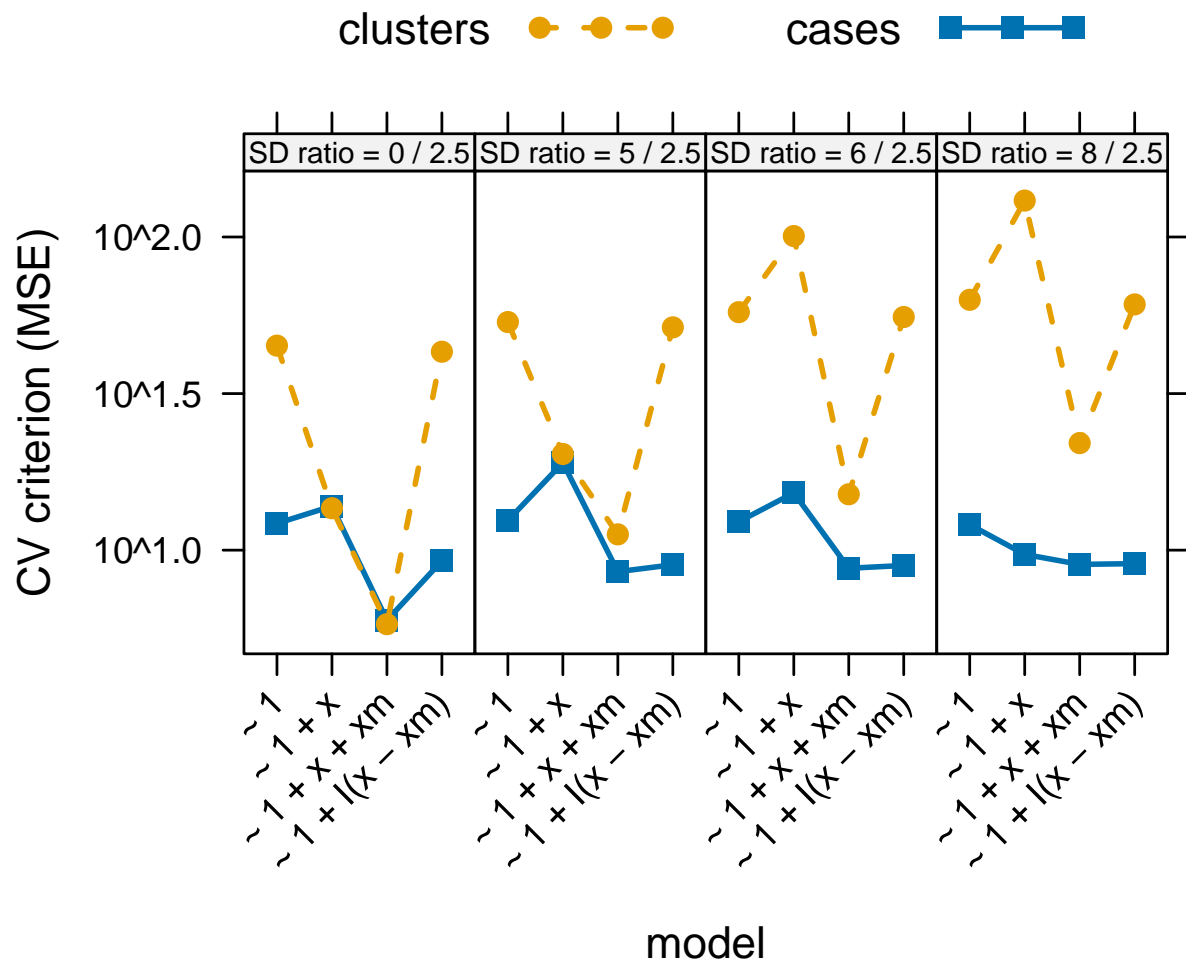 clusters cases
SD ratio = 0 / 2.5 SD ratio = 5 / 2.5 SD ratio = 6 / 2.5 SD ratio = 8 / 2.5
CV criterion (MSE)
10^2.0
10^1.5
10^1.0
~ 1
~ 1 + x
~ 1 + x + xm
~ 1 + I(x − xm)
~ 1
~ 1 + x
~ 1 + x + xm
~ 1 + I(x − xm)
~ 1
~ 1 + x
~ 1 + x + xm
~ 1 + I(x − xm)
~ 1
~ 1 + x
~ 1 + x + xm
~ 1 + I(x − xm)
model